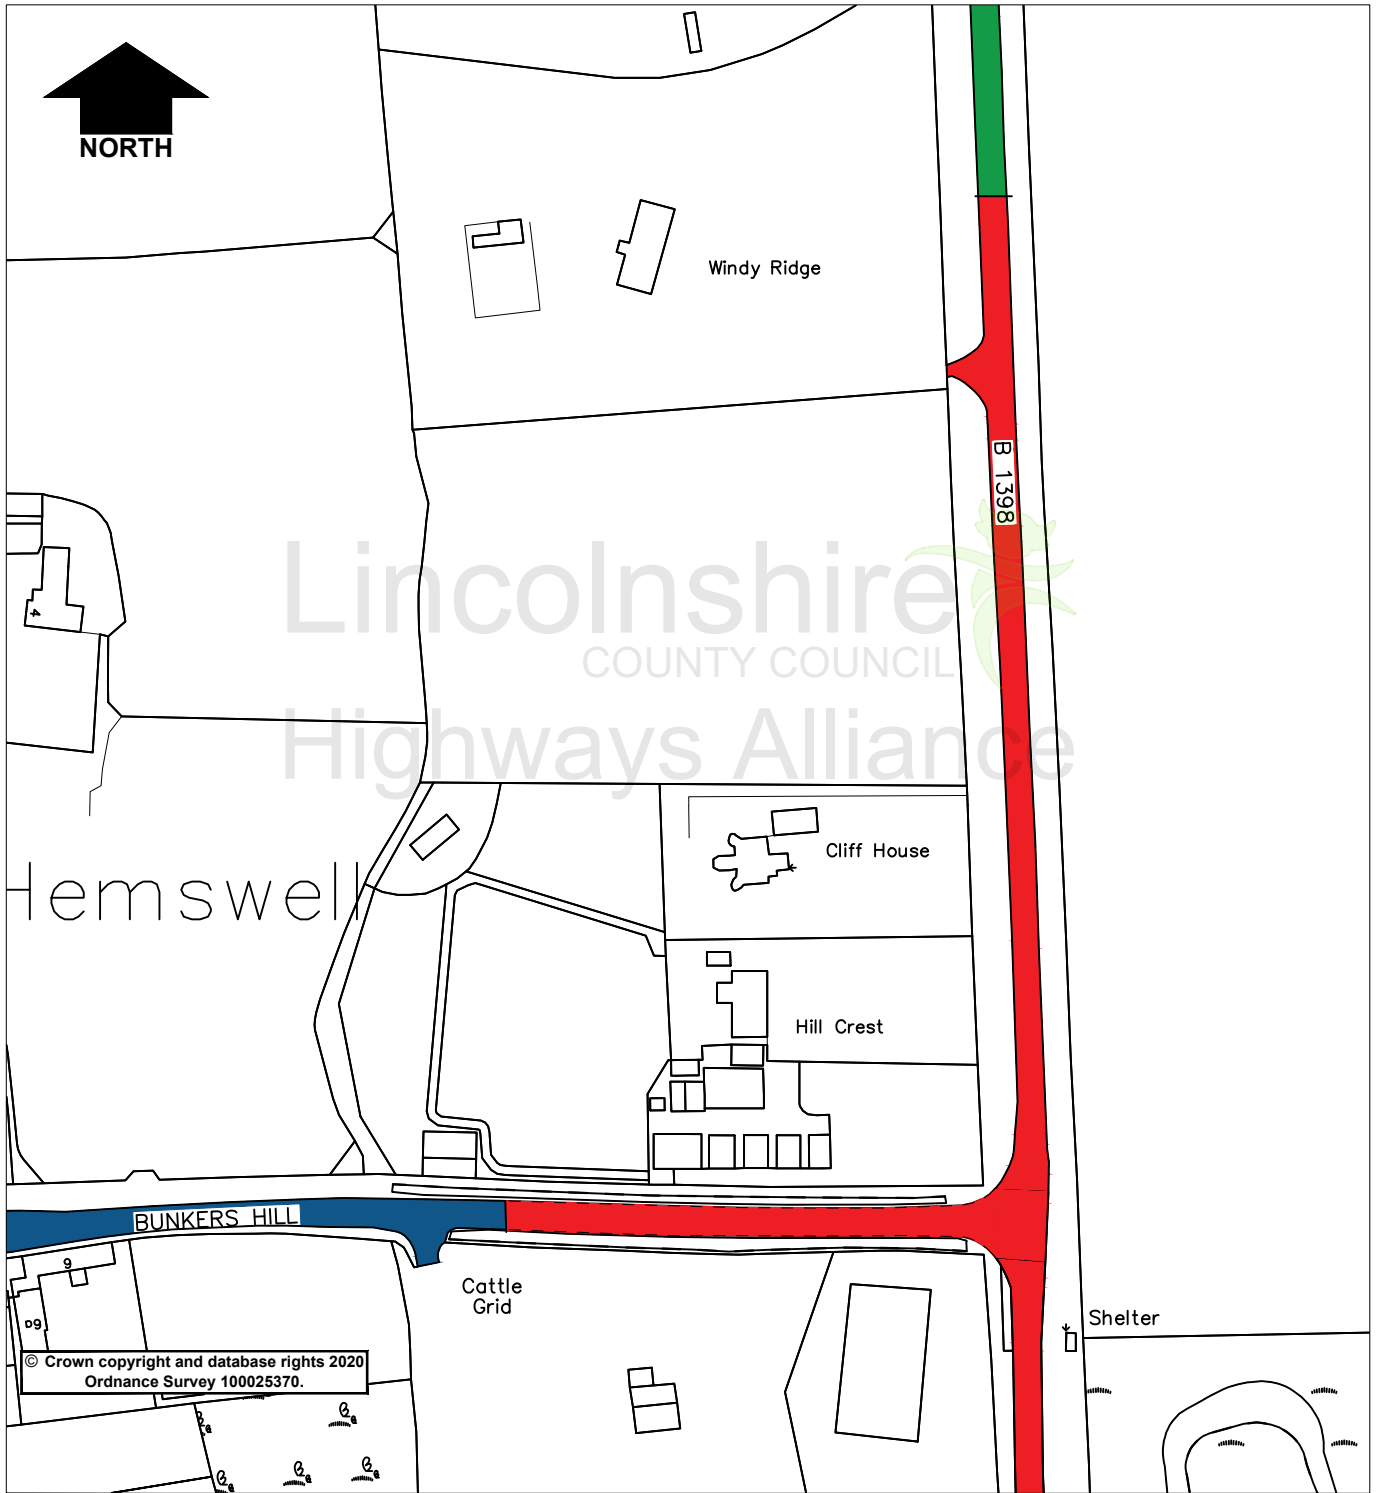 NORTH
Windy Ridge
B 1398
4
Lincolnshire
COUNTY COUNCIL
Highways Alliance
Cliff House
Hemswell
Hill Crest
BUNKERS HILL
9
Cattle
Grid
Shelter
© Crown copyright and database rights 2020
Ordnance Survey 100025370.